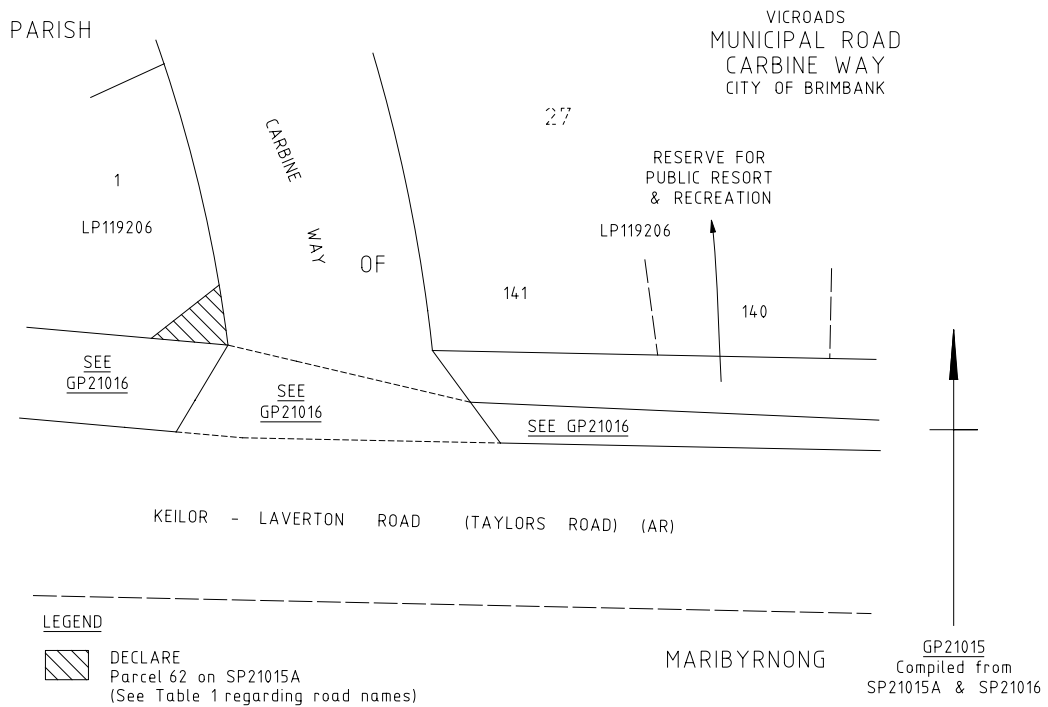 PARISH
VICROADS
MUNICIPAL ROAD
CARBINE WAY
CITY OF BRIMBANK
27
CARBINE
WAY
OF
RESERVE FOR
PUBLIC RESORT
& RECREATION
1
LP119206
LP119206
141
140
SEE
GP21016
SEE
GP21016
SEE GP21016
KEILOR - LAVERTON ROAD (TAYLORS ROAD) (AR)
LEGEND
DECLARE
Parcel 62 on SP21015A
(See Table 1 regarding road names)
MARIBYRNONG
GP21015
Compiled from
SP21015A & SP21016